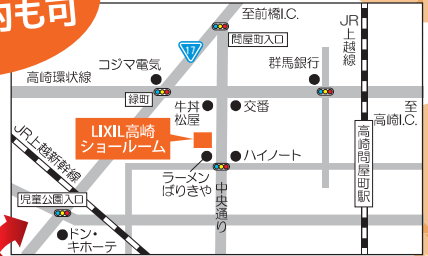 内も可
至前橋I.C.
17
問屋町入口
JR
上越線
コジマ電気
群馬銀行
高崎環状線
緑町
牛丼
松屋
交番
至
高崎I.C.
LIXIL高崎
ショールーム
JR上越新幹線
高崎問屋町駅
ハイノート
ラーメン
ばりきや
中央通り
児童公園入口
ドン・
キホーテ